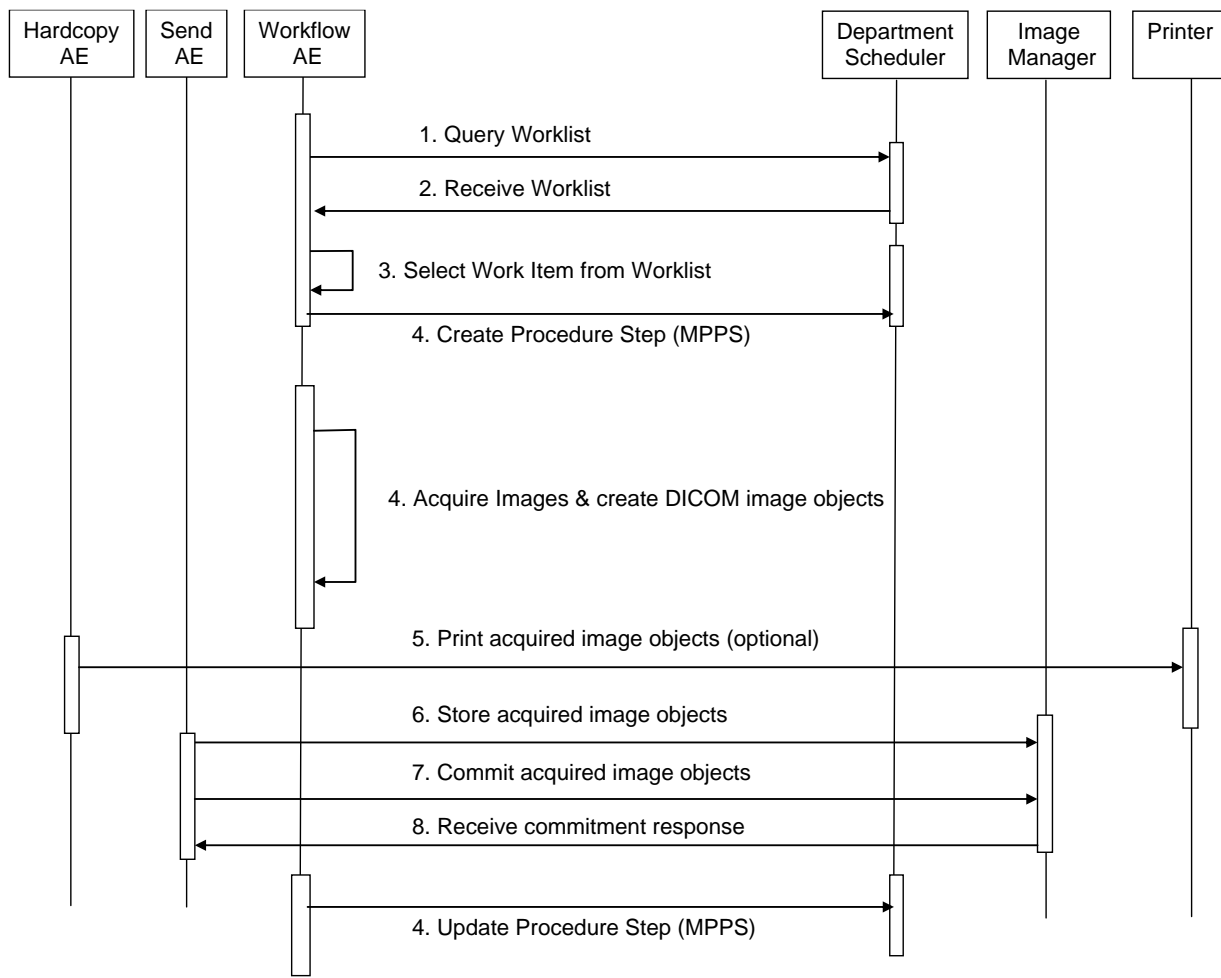 Hardcopy
AE
Send
AE
Workflow
AE
Department
Scheduler
Image
Manager
Printer
1. Query Worklist
2. Receive Worklist
3. Select Work Item from Worklist
4. Create Procedure Step (MPPS)
4. Acquire Images & create DICOM image objects
5. Print acquired image objects (optional)
6. Store acquired image objects
7. Commit acquired image objects
8. Receive commitment response
4. Update Procedure Step (MPPS)